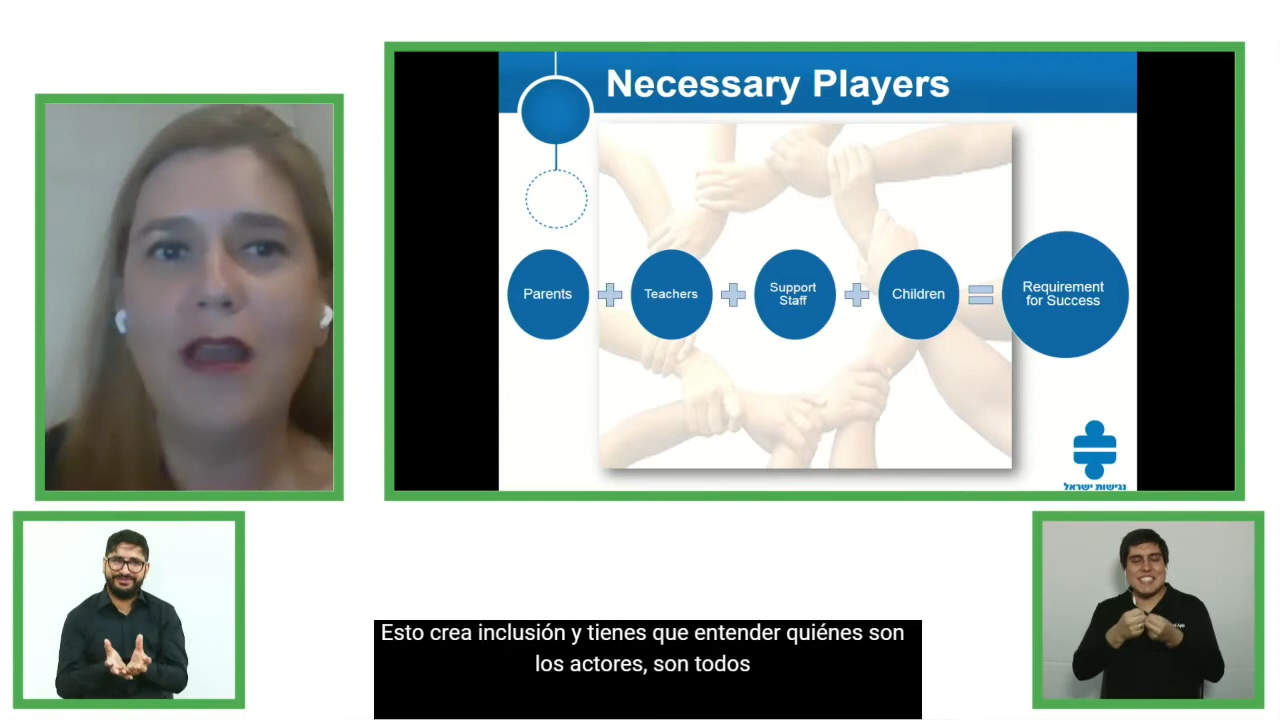 Necessary Players
Parents
Teachers
Support
Staff
Children
Requirement
for Success
נגישות ישראל
Esto crea inclusión y tienes que entender quiénes son
los actores, son todos